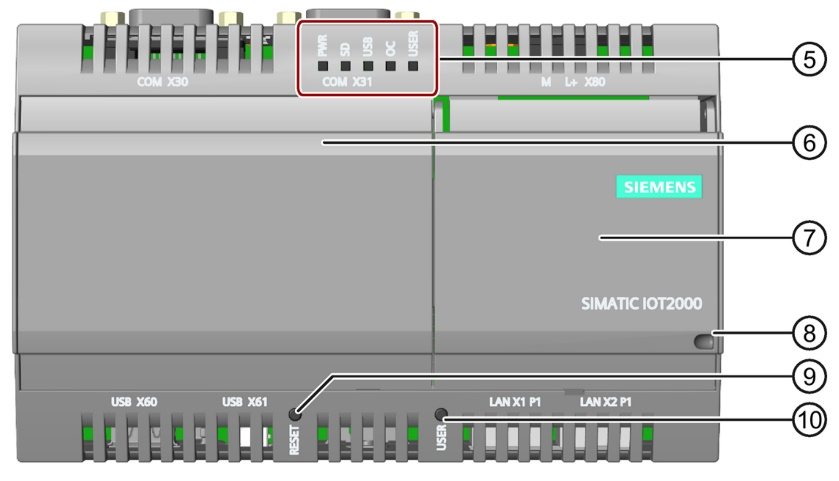 PWR SD USB OC USER
COM X30
COM X31
M L+ X80
5
6
SIEMENS
7
SIMATIC IOT2000
8
9
USB X60
USB X61
LAN X1 P1
LAN X2 P1
10
RESET
USER